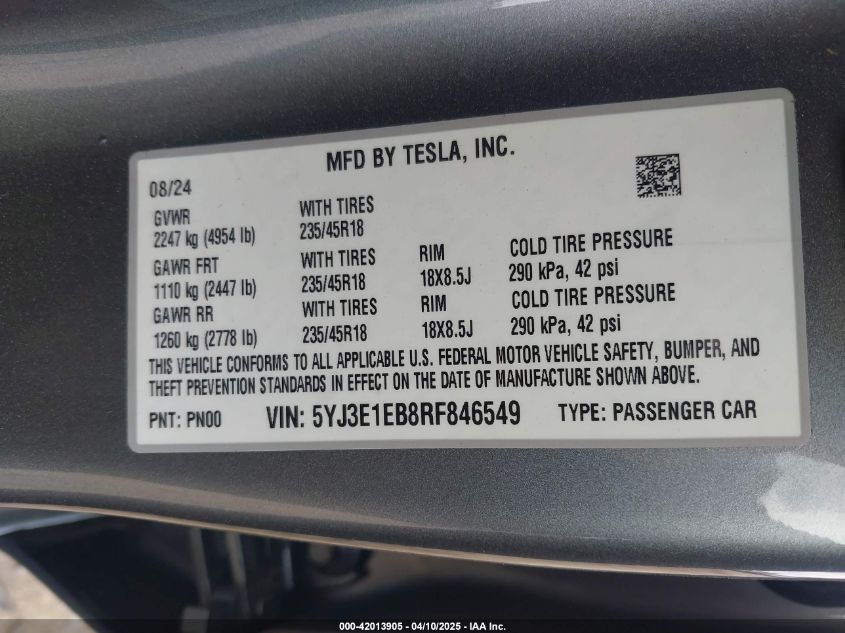 MFD BY TESLA, INC.
08/24
GVWR WITH TIRES
2247 kg (4954 lb) 235/45R18
GAWR FRT WITH TIRES RIM COLD TIRE PRESSURE
1110 kg (2447 lb) 235/45R18 18X8.5J 290 kPa, 42 psi
GAWR RR WITH TIRES RIM COLD TIRE PRESSURE
1260 kg (2778 lb) 235/45R18 18X8.5J 290 kPa, 42 psi
THIS VEHICLE CONFORMS TO ALL APPLICABLE U.S. FEDERAL MOTOR VEHICLE SAFETY, BUMPER, AND
THEFT PREVENTION STANDARDS IN EFFECT ON THE DATE OF MANUFACTURE SHOWN ABOVE.
PNT: PN00 VIN: 5YJ3E1EB8RF846549 TYPE: PASSENGER CAR
000-42013905 - 04/10/2025 - IAA Inc.